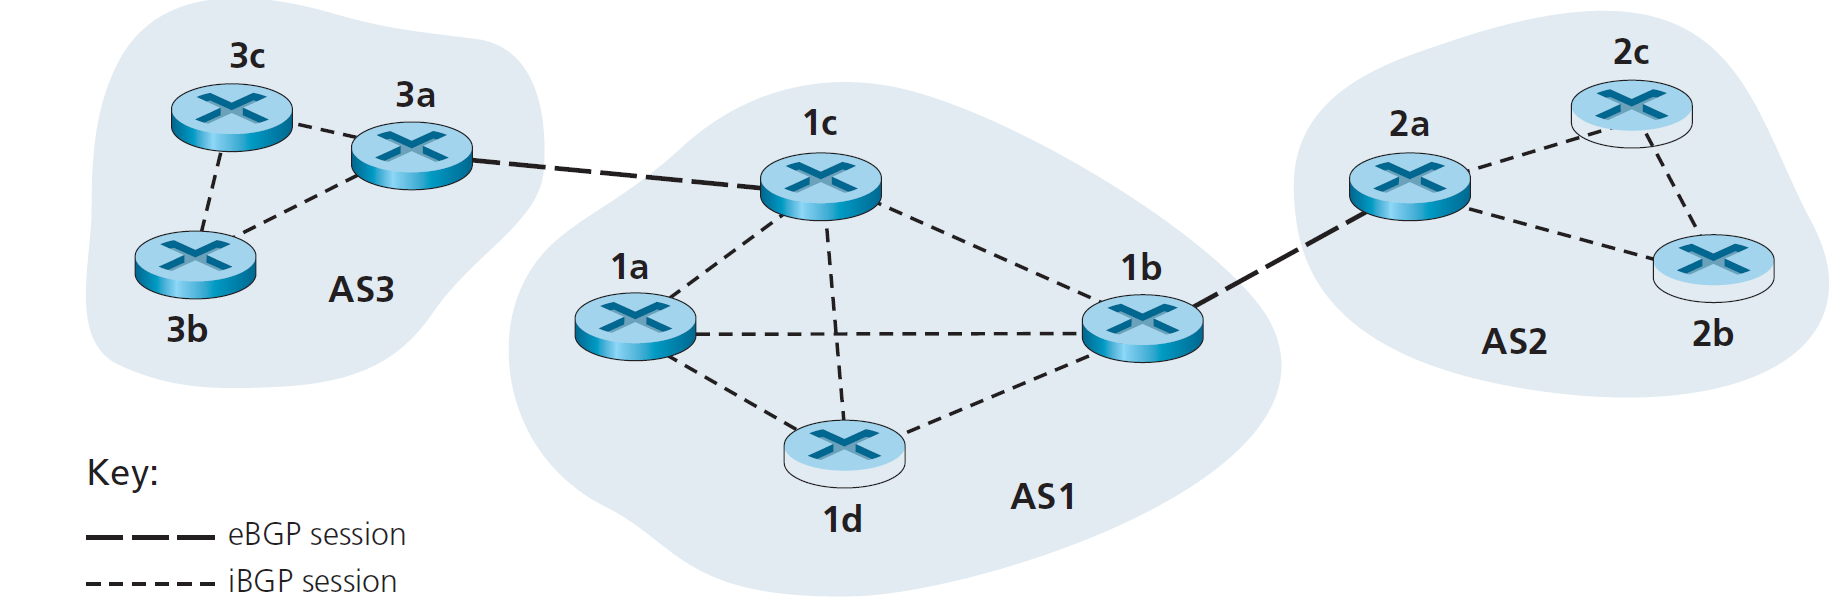 3c
3a
3b
AS3
1c
1a
1b
1d
AS1
2c
2a
2b
AS2
Key:
eBGP session
iBGP session